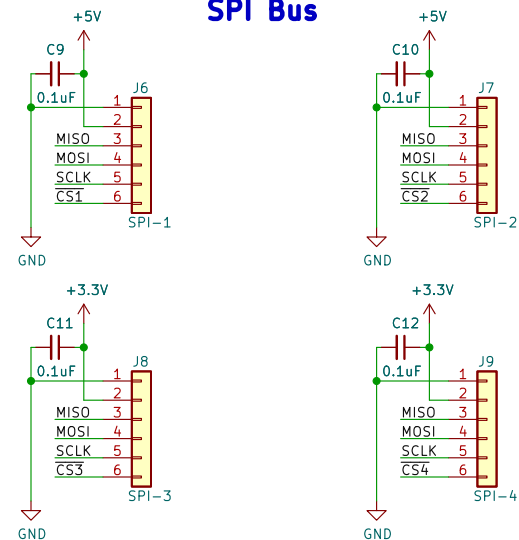 SPI Bus
+5V
C9
0.1uF
J6
1
2
MISO 3
MOSI 4
SCLK 5
CS1 6
SPI-1
GND
+5V
C10
0.1uF
J7
1
2
MISO 3
MOSI 4
SCLK 5
CS2 6
SPI-2
GND
+3.3V
C11
0.1uF
J8
1
2
MISO 3
MOSI 4
SCLK 5
CS3 6
SPI-3
GND
+3.3V
C12
0.1uF
J9
1
2
MISO 3
MOSI 4
SCLK 5
CS4 6
SPI-4
GND